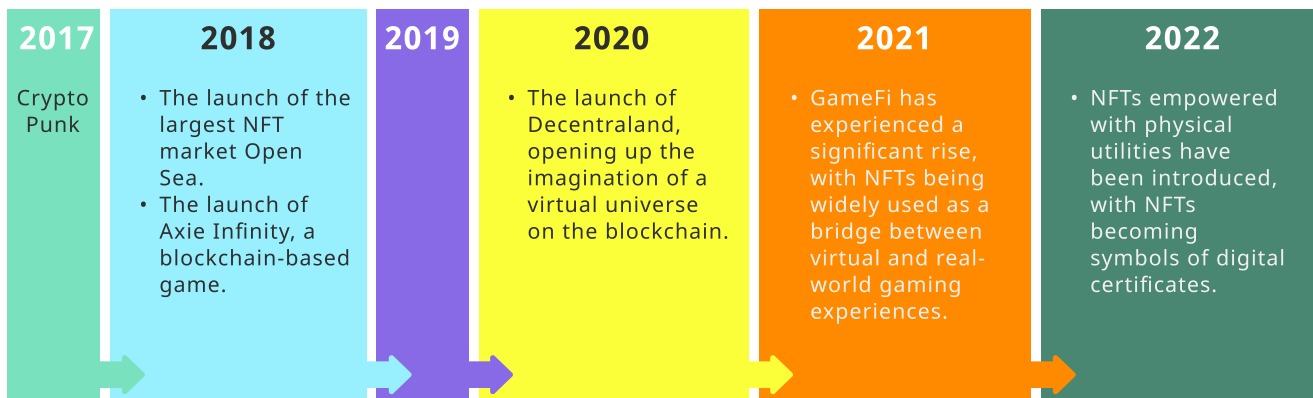 2017
Crypto
Punk
2018
• The launch of the
largest NFT
market Open
Sea.
• The launch of
Axie Infinity, a
blockchain-based
game.
2019
2020
• The launch of
Decentraland,
opening up the
imagination of a
virtual universe
on the blockchain.
2021
• GameFi has
experienced a
significant rise,
with NFTs being
widely used as a
bridge between
virtual and real-
world gaming
experiences.
2022
• NFTs empowered
with physical
utilities have
been introduced,
with NFTs
becoming
symbols of digital
certificates.